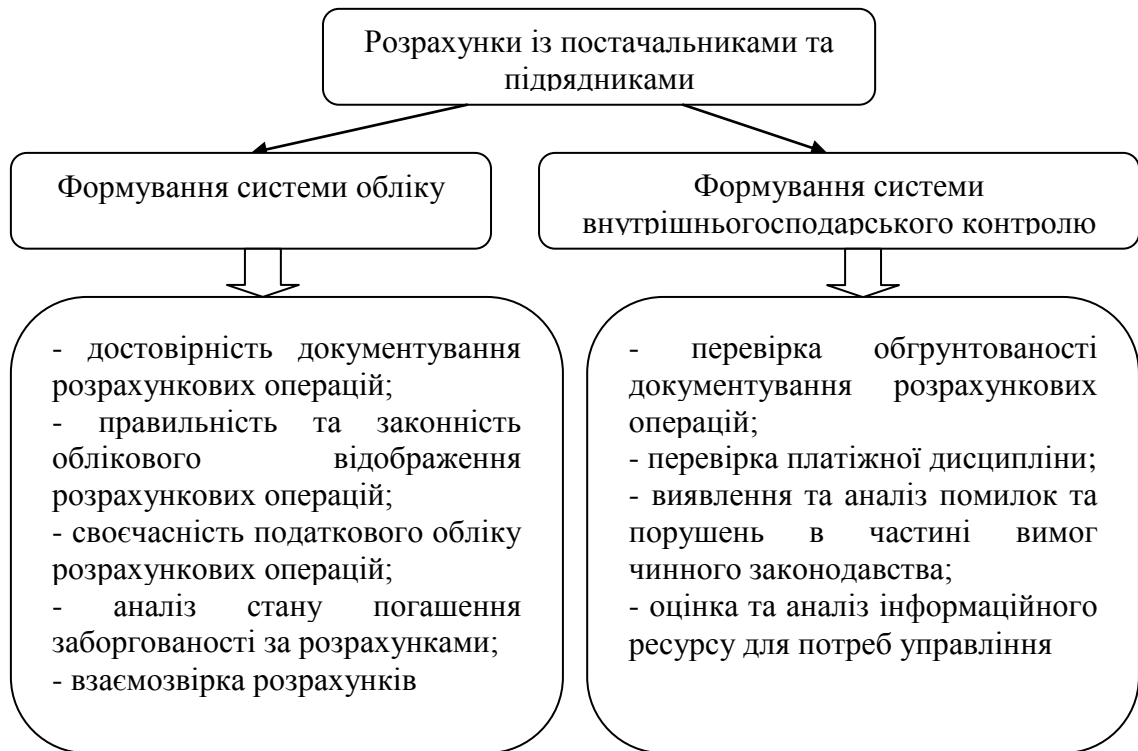 Розрахунки із постачальниками та
підрядниками
Формування системи обліку
Формування системи
внутрішньогосподарського контролю
- достовірність документування
розрахункових операцій;
- правильність та законність
облікового відображення
розрахункових операцій;
- своєчасність податкового обліку
розрахункових операцій;
- аналіз стану погашення
заборгованості за розрахунками;
- взаємозвірка розрахунків
- перевірка обгрунтованості
документування розрахункових
операцій;
- перевірка платіжної дисципліни;
- виявлення та аналіз помилок та
порушень в частині вимог
чинного законодавства;
- оцінка та аналіз інформаційного
ресурсу для потреб управління